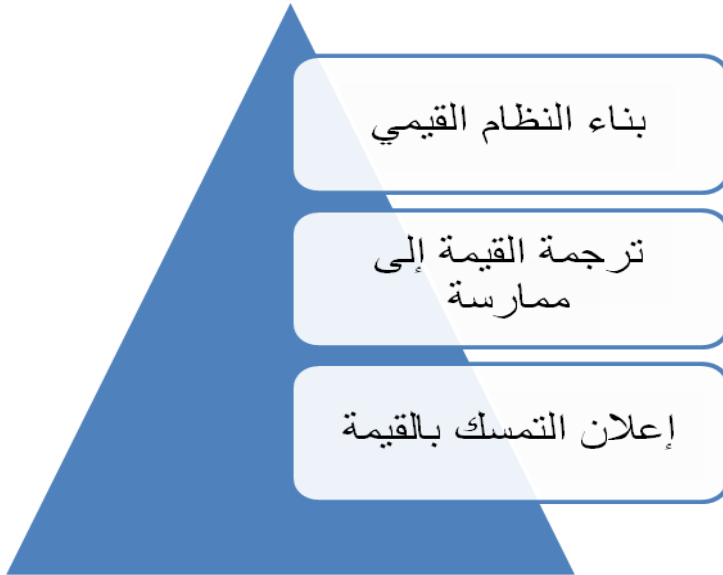 بناء النظام القيمي
ترجمة القيمة إلى
ممارسة
إعلان التمسك بالقيمة